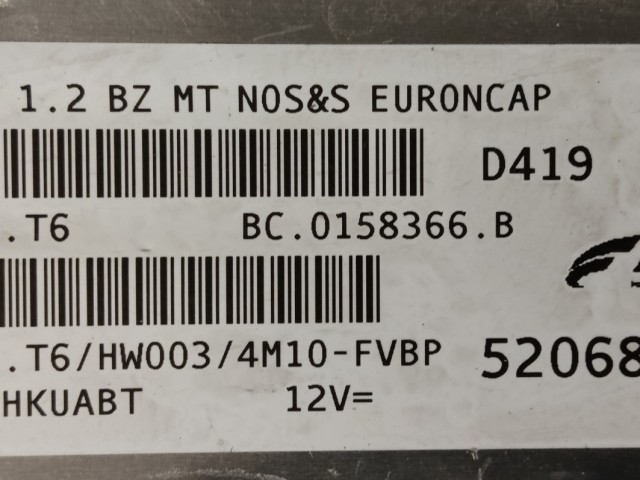 1.2 BZ MT NOS&S EURONCAP
D419
.T6 BC.0158366.B
.T6/HW003/4M10-FVBP 52068
HKUABT 12V=